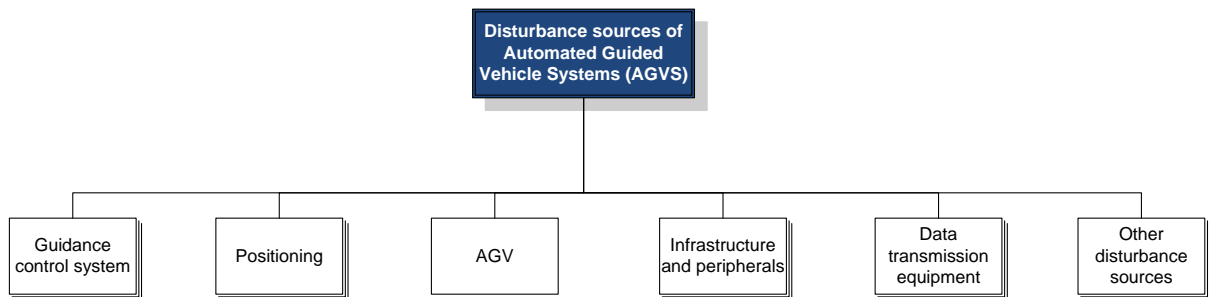 Disturbance sources of
Automated Guided
Vehicle Systems (AGVS)
Guidance
control system
Positioning
AGV
Infrastructure
and peripherals
Data
transmission
equipment
Other
disturbance
sources